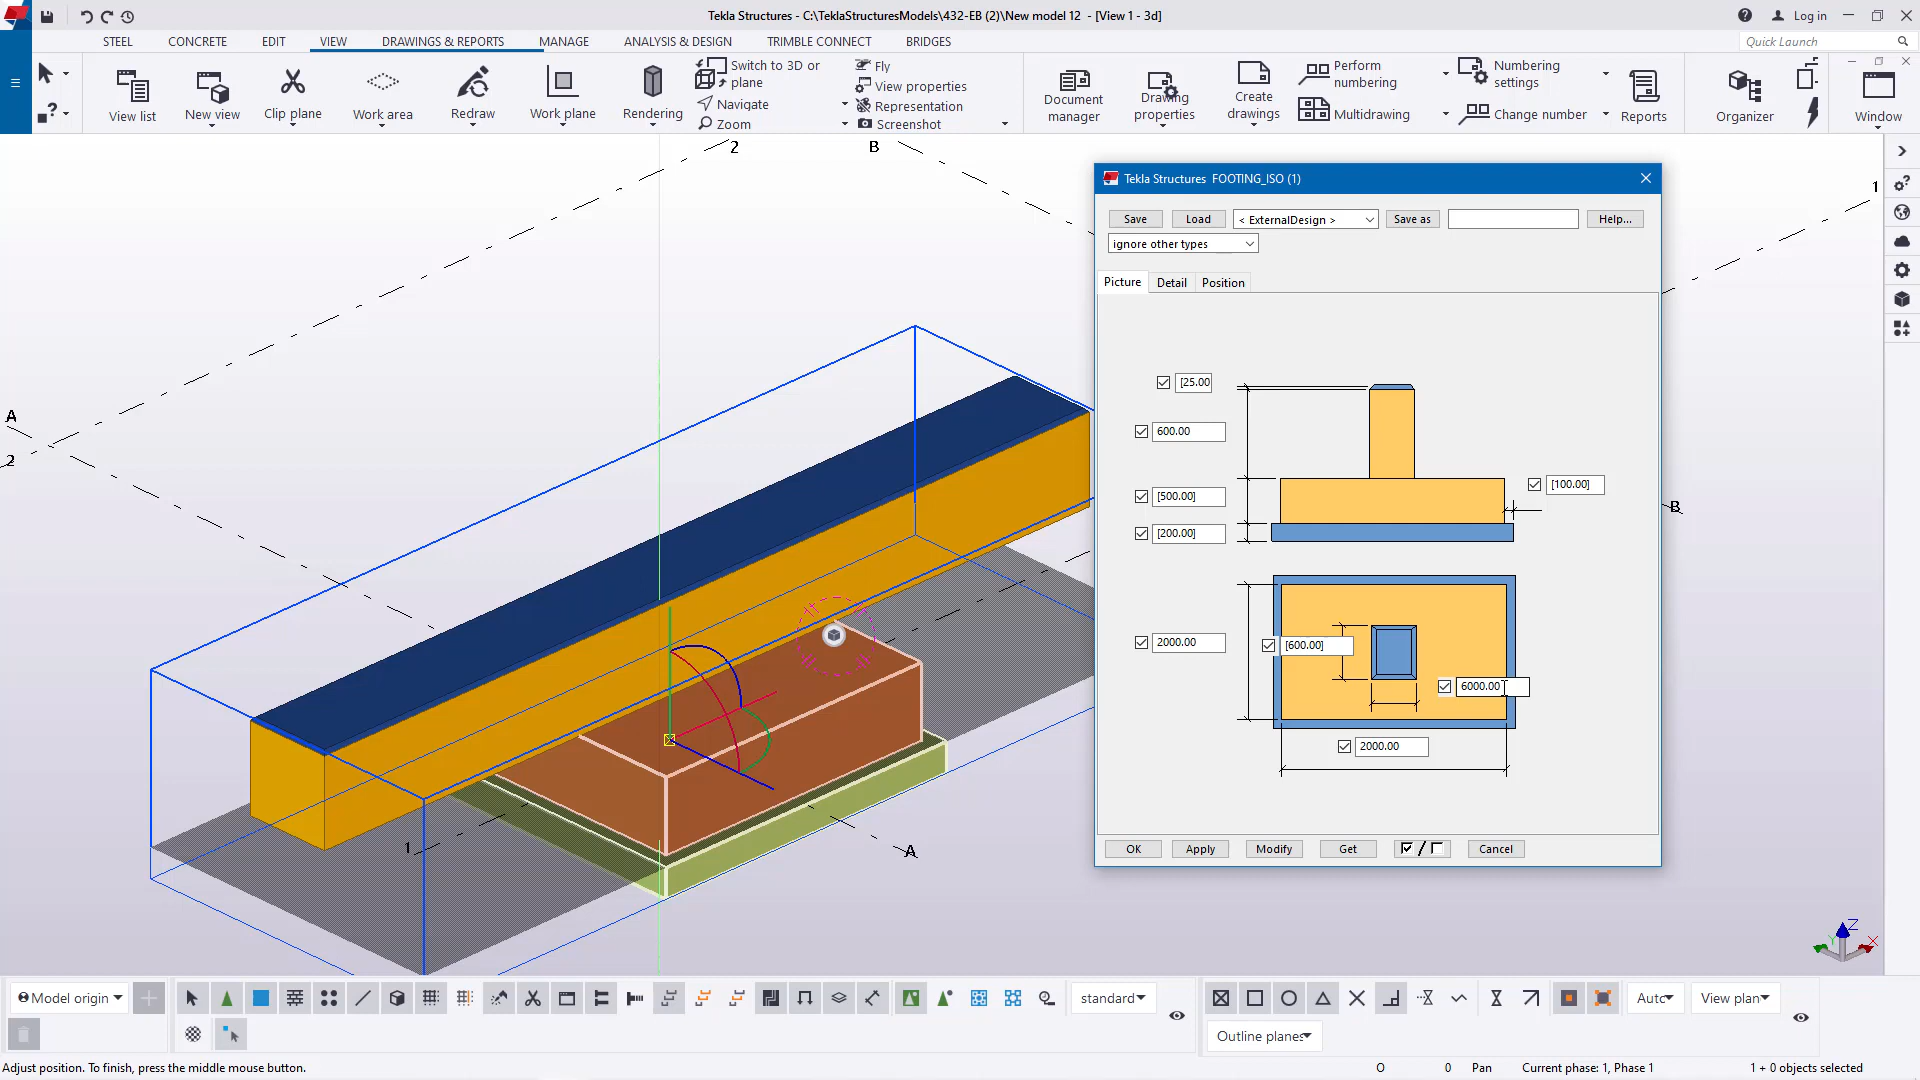 Tekla Structures - C:\TeklaStructuresModels\432-EB (2)\New model 12 - [View 1 - 3d]
Log in
STEEL CONCRETE EDIT VIEW DRAWINGS & REPORTS MANAGE ANALYSIS & DESIGN TRIMBLE CONNECT BRIDGES
Quick Launch
View list
New view
Clip plane
Work area
Redraw
Work plane
Rendering
Switch to 3D or
plane
Navigate
Zoom
Fly
View properties
Representation
Screenshot
Document
manager
Drawing
properties
Create
drawings
Perform
numbering
Multidrawing
Numbering
settings
Change number
Reports
Organizer
Window
2
B
1
A
2
B
1
A
Tekla Structures FOOTING_ISO (1)
Save
Load
< ExternalDesign >
Save as
Help...
ignore other types
Picture
Detail
Position
[25.00
600.00
[500.00]
[100.00]
[200.00]
2000.00
[600.00]
6000.00
2000.00
OK
Apply
Modify
Get
/
Cancel
Z
Y
X
Model origin
standard
Auto
View plan
Outline planes
Adjust position. To finish, press the middle mouse button.
O
0
Pan
Current phase: 1, Phase 1
1 + 0 objects selected